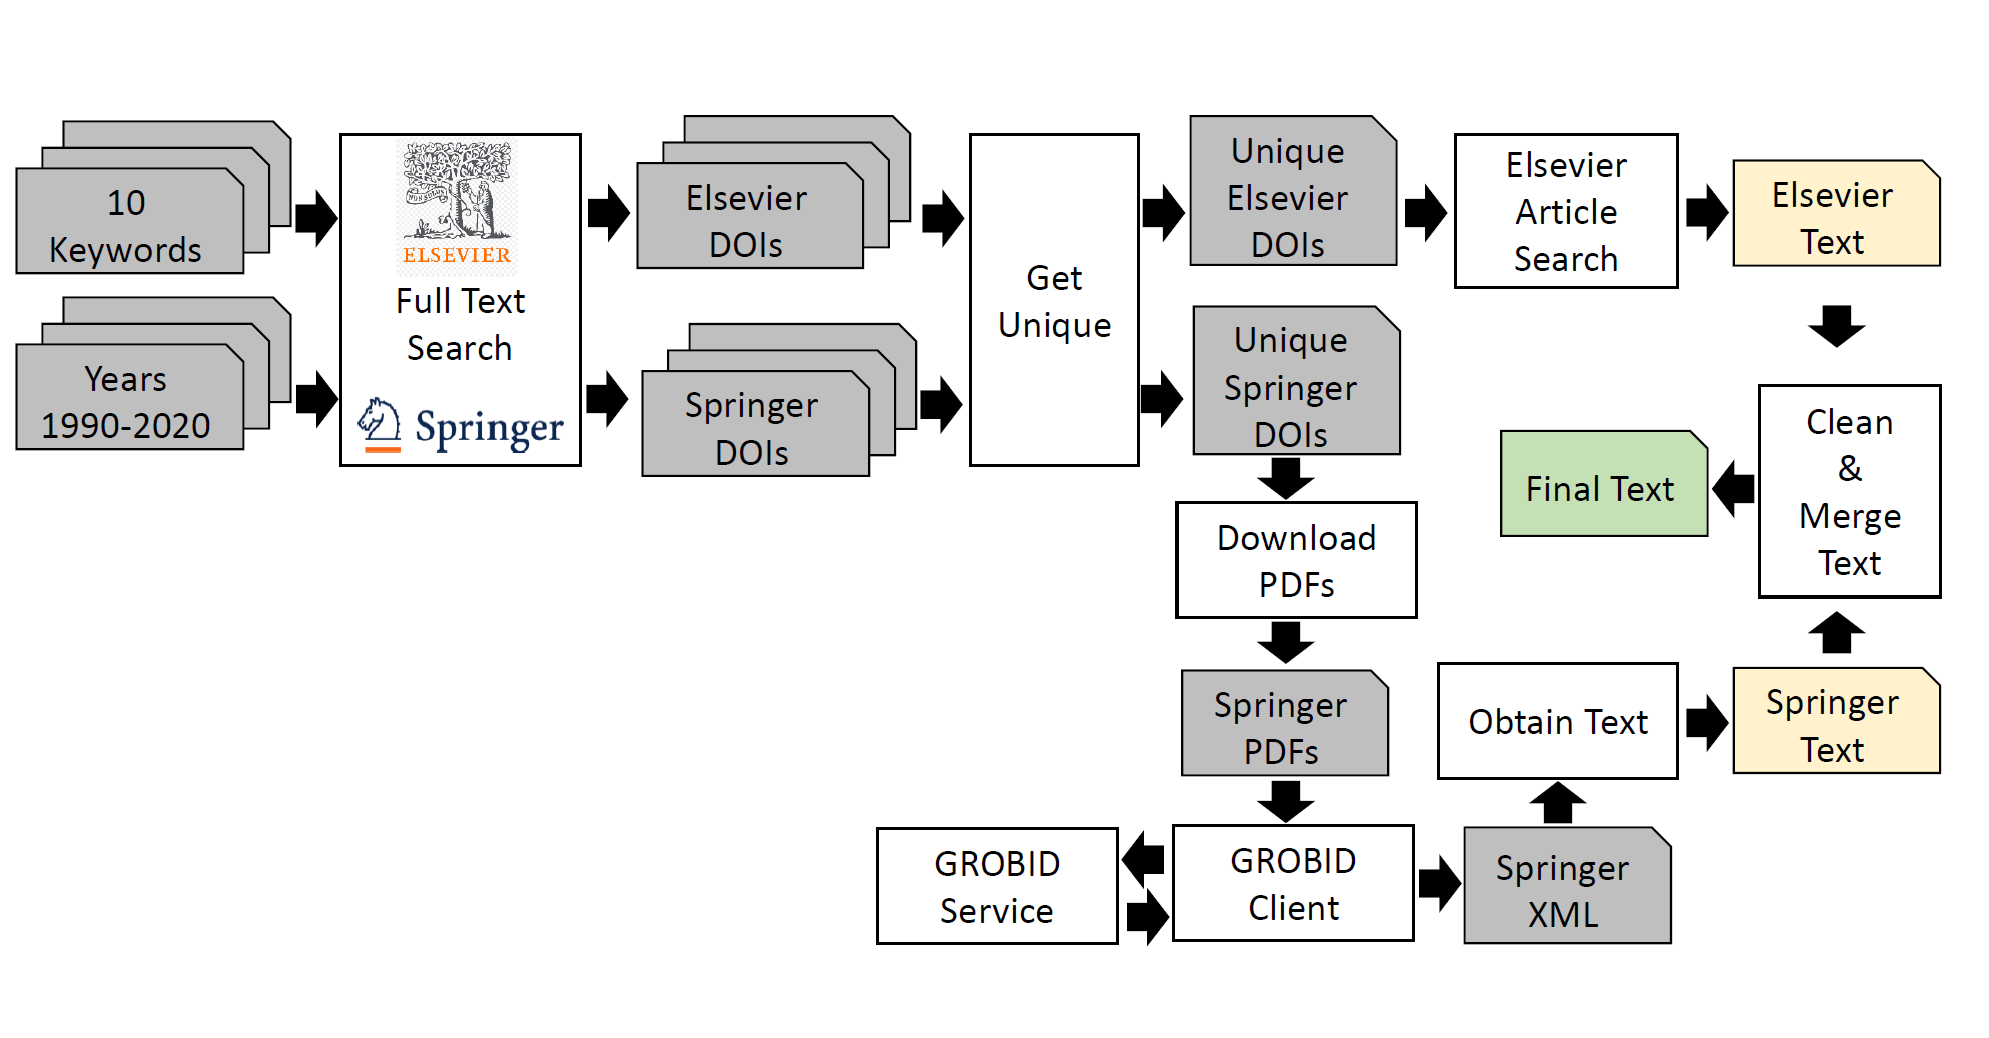 10
Keywords
Years
1990-2020
NON SOLUS
ELSEVIER
Full Text
Search
Springer
Elsevier
DOIs
Springer
DOIs
Get
Unique
Unique
Elsevier
DOIs
Unique
Springer
DOIs
Elsevier
Article
Search
Elsevier
Text
Clean
&
Merge
Text
Final Text
Download
PDFs
Springer
PDFs
GROBID
Service
GROBID
Client
Springer
XML
Obtain Text
Springer
Text